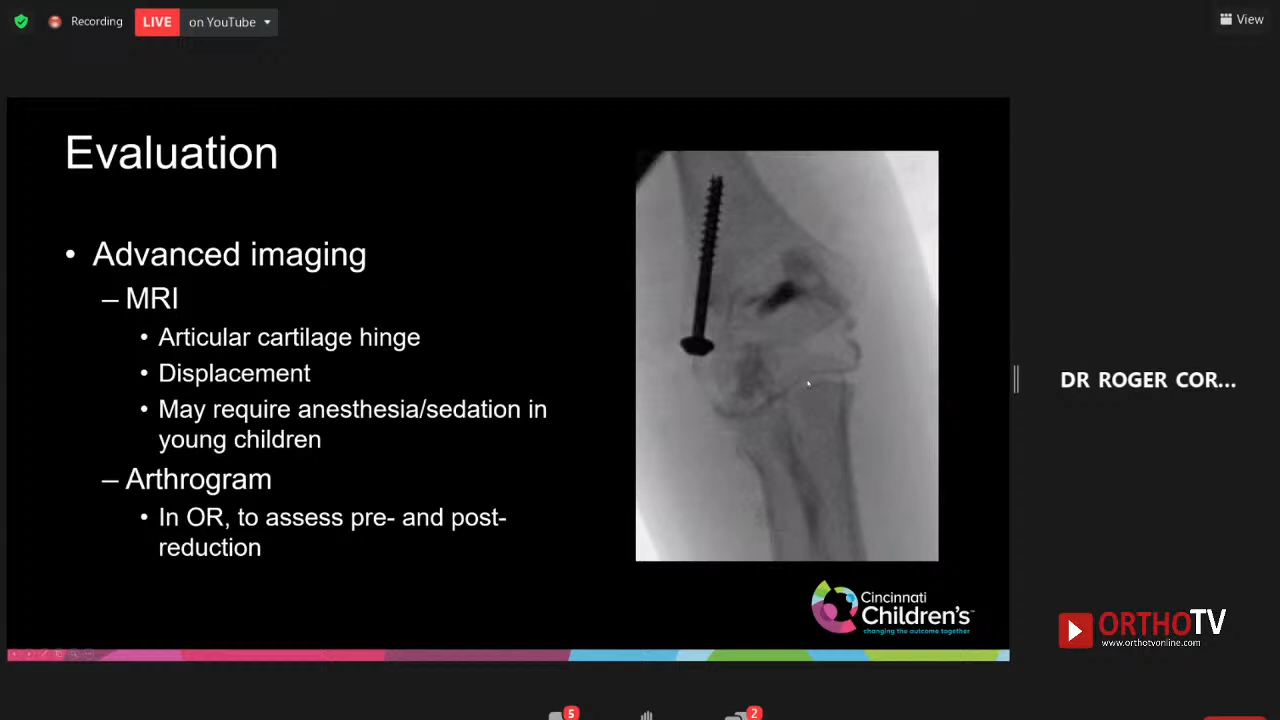 Recording
LIVE on YouTube
View
Evaluation
• Advanced imaging
– MRI
• Articular cartilage hinge
• Displacement
• May require anesthesia/sedation in
young children
– Arthrogram
• In OR, to assess pre- and post-
reduction
Cincinnati
Children's™
changing the outcome together
DR ROGER COR...
ORTHOTV
www.orthotvonline.com
5
2